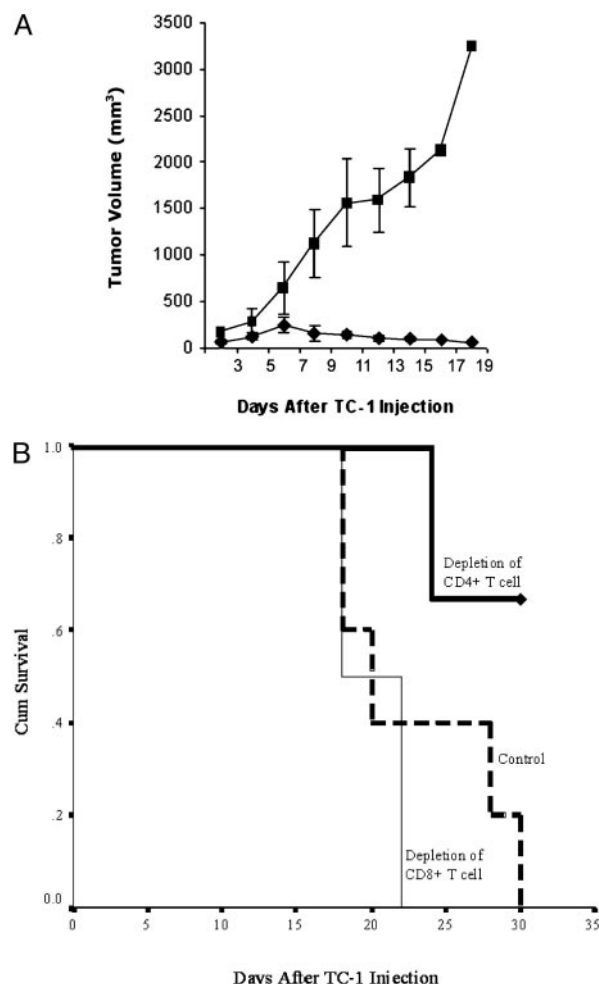 A
Tumor Volume (mm³)
3500
3000
2500
2000
1500
1000
500
0
3 5 7 9 11 13 15 17 19
Days After TC-1 Injection
B
Cum Survival
1.0
.8
.6
.4
.2
0.0
Depletion of
CD4+ T cell
Control
Depletion of
CD8+ T cell
0 5 10 15 20 25 30 35
Days After TC-1 Injection